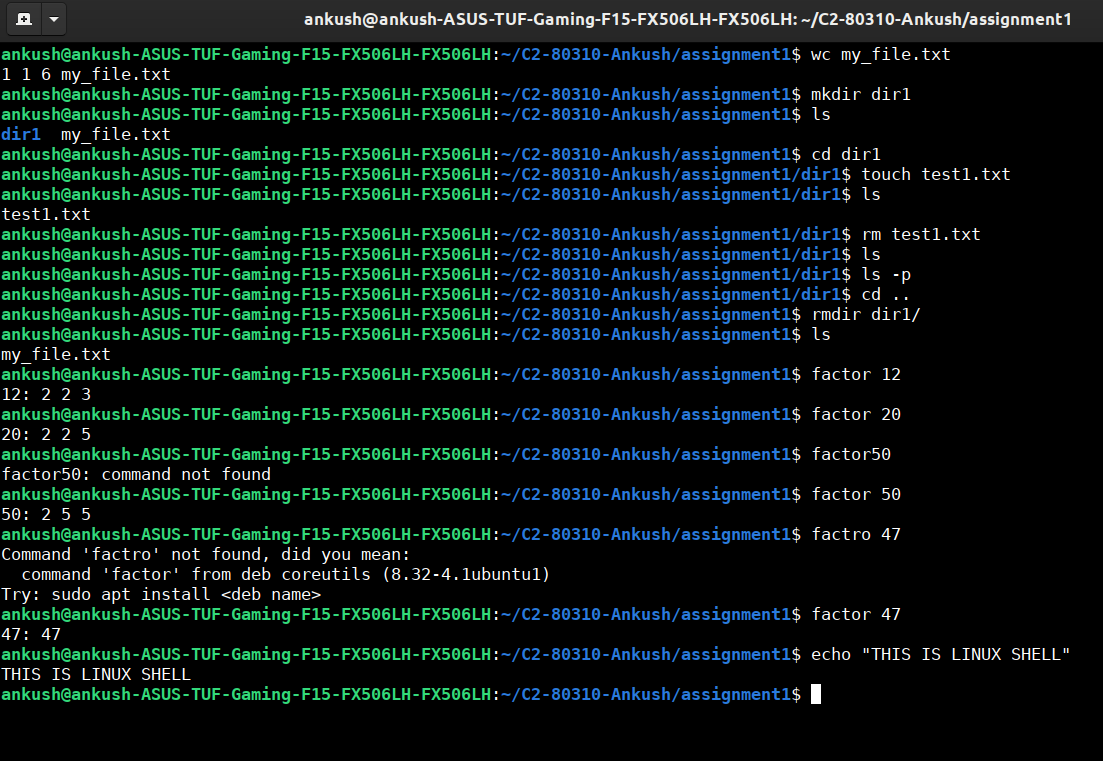 ankush@ankush-ASUS-TUF-Gaming-F15-FX506LH-FX506LH: ~/C2-80310-Ankush/assignment1
ankush@ankush-ASUS-TUF-Gaming-F15-FX506LH-FX506LH:~/C2-80310-Ankush/assignment1$ wc my_file.txt
1 1 6 my_file.txt
ankush@ankush-ASUS-TUF-Gaming-F15-FX506LH-FX506LH:~/C2-80310-Ankush/assignment1$ mkdir dir1
ankush@ankush-ASUS-TUF-Gaming-F15-FX506LH-FX506LH:~/C2-80310-Ankush/assignment1$ ls
dir1  my_file.txt
ankush@ankush-ASUS-TUF-Gaming-F15-FX506LH-FX506LH:~/C2-80310-Ankush/assignment1$ cd dir1
ankush@ankush-ASUS-TUF-Gaming-F15-FX506LH-FX506LH:~/C2-80310-Ankush/assignment1/dir1$ touch test1.txt
ankush@ankush-ASUS-TUF-Gaming-F15-FX506LH-FX506LH:~/C2-80310-Ankush/assignment1/dir1$ ls
test1.txt
ankush@ankush-ASUS-TUF-Gaming-F15-FX506LH-FX506LH:~/C2-80310-Ankush/assignment1/dir1$ rm test1.txt
ankush@ankush-ASUS-TUF-Gaming-F15-FX506LH-FX506LH:~/C2-80310-Ankush/assignment1/dir1$ ls
ankush@ankush-ASUS-TUF-Gaming-F15-FX506LH-FX506LH:~/C2-80310-Ankush/assignment1/dir1$ ls -p
ankush@ankush-ASUS-TUF-Gaming-F15-FX506LH-FX506LH:~/C2-80310-Ankush/assignment1/dir1$ cd ..
ankush@ankush-ASUS-TUF-Gaming-F15-FX506LH-FX506LH:~/C2-80310-Ankush/assignment1$ rmdir dir1/
ankush@ankush-ASUS-TUF-Gaming-F15-FX506LH-FX506LH:~/C2-80310-Ankush/assignment1$ ls
my_file.txt
ankush@ankush-ASUS-TUF-Gaming-F15-FX506LH-FX506LH:~/C2-80310-Ankush/assignment1$ factor 12
12: 2 2 3
ankush@ankush-ASUS-TUF-Gaming-F15-FX506LH-FX506LH:~/C2-80310-Ankush/assignment1$ factor 20
20: 2 2 5
ankush@ankush-ASUS-TUF-Gaming-F15-FX506LH-FX506LH:~/C2-80310-Ankush/assignment1$ factor50
factor50: command not found
ankush@ankush-ASUS-TUF-Gaming-F15-FX506LH-FX506LH:~/C2-80310-Ankush/assignment1$ factor 50
50: 2 5 5
ankush@ankush-ASUS-TUF-Gaming-F15-FX506LH-FX506LH:~/C2-80310-Ankush/assignment1$ factro 47
Command 'factro' not found, did you mean:
  command 'factor' from deb coreutils (8.32-4.1ubuntu1)
Try: sudo apt install <deb name>
ankush@ankush-ASUS-TUF-Gaming-F15-FX506LH-FX506LH:~/C2-80310-Ankush/assignment1$ factor 47
47: 47
ankush@ankush-ASUS-TUF-Gaming-F15-FX506LH-FX506LH:~/C2-80310-Ankush/assignment1$ echo "THIS IS LINUX SHELL"
THIS IS LINUX SHELL
ankush@ankush-ASUS-TUF-Gaming-F15-FX506LH-FX506LH:~/C2-80310-Ankush/assignment1$